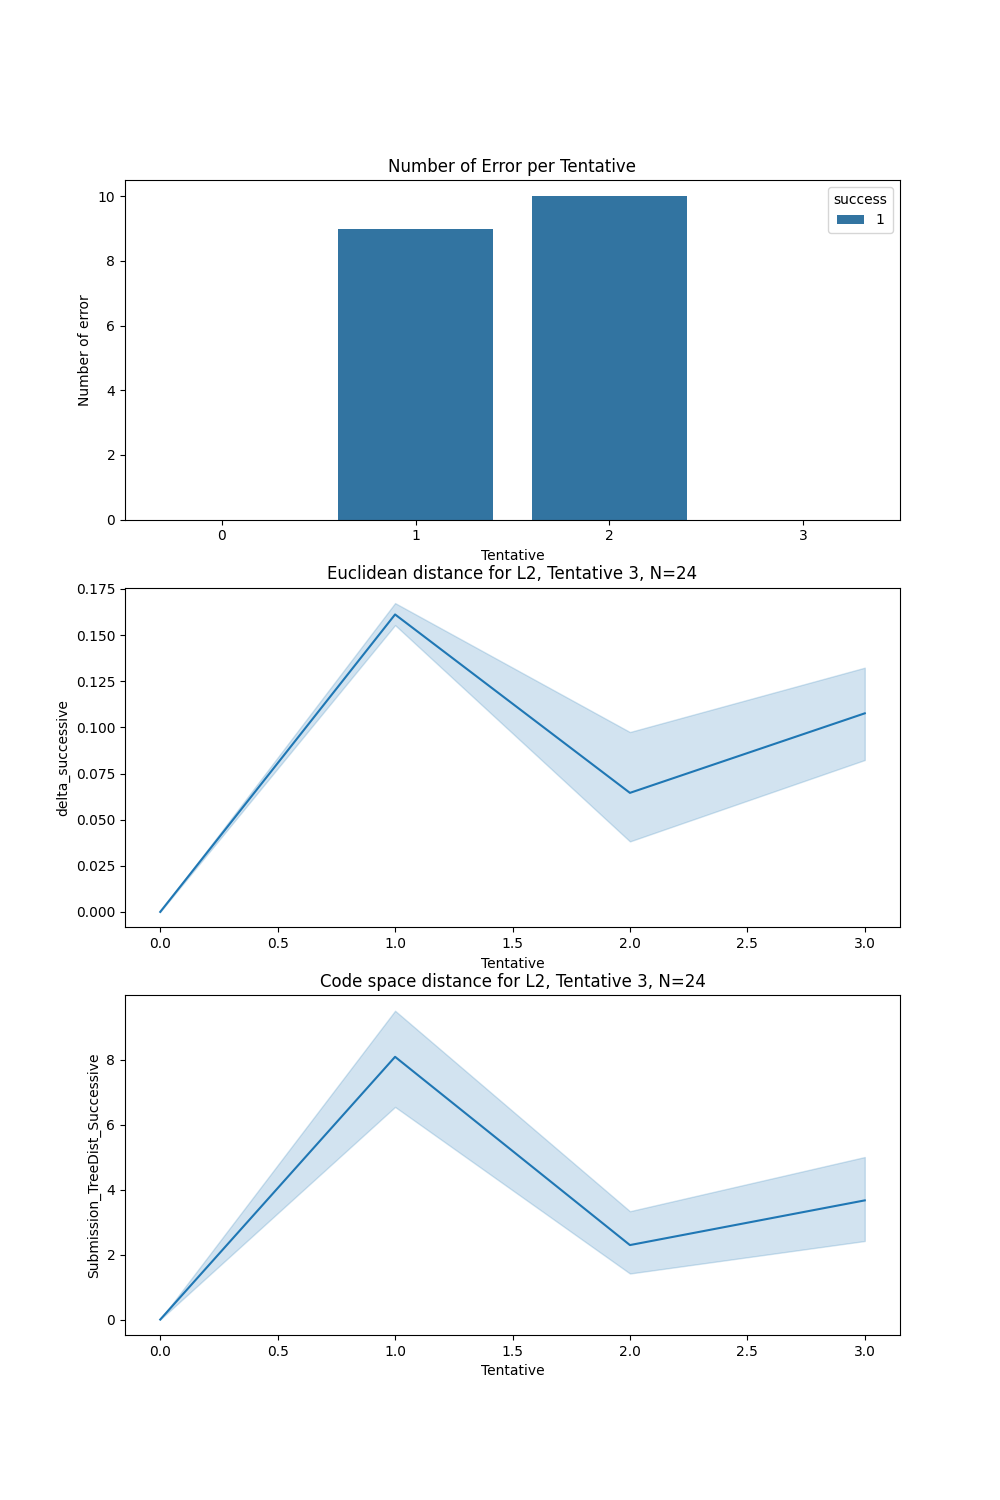 Number of Error per Tentative
success
1
10
8
6
4
2
0
Number of error
0 1 2 3
Tentative
Euclidean distance for L2, Tentative 3, N=24
0.175
0.150
0.125
0.100
0.075
0.050
0.025
0.000
delta_successive
0.0 0.5 1.0 1.5 2.0 2.5 3.0
Tentative
Code space distance for L2, Tentative 3, N=24
8
6
4
2
0
Submission_TreeDist_Successive
0.0 0.5 1.0 1.5 2.0 2.5 3.0
Tentative